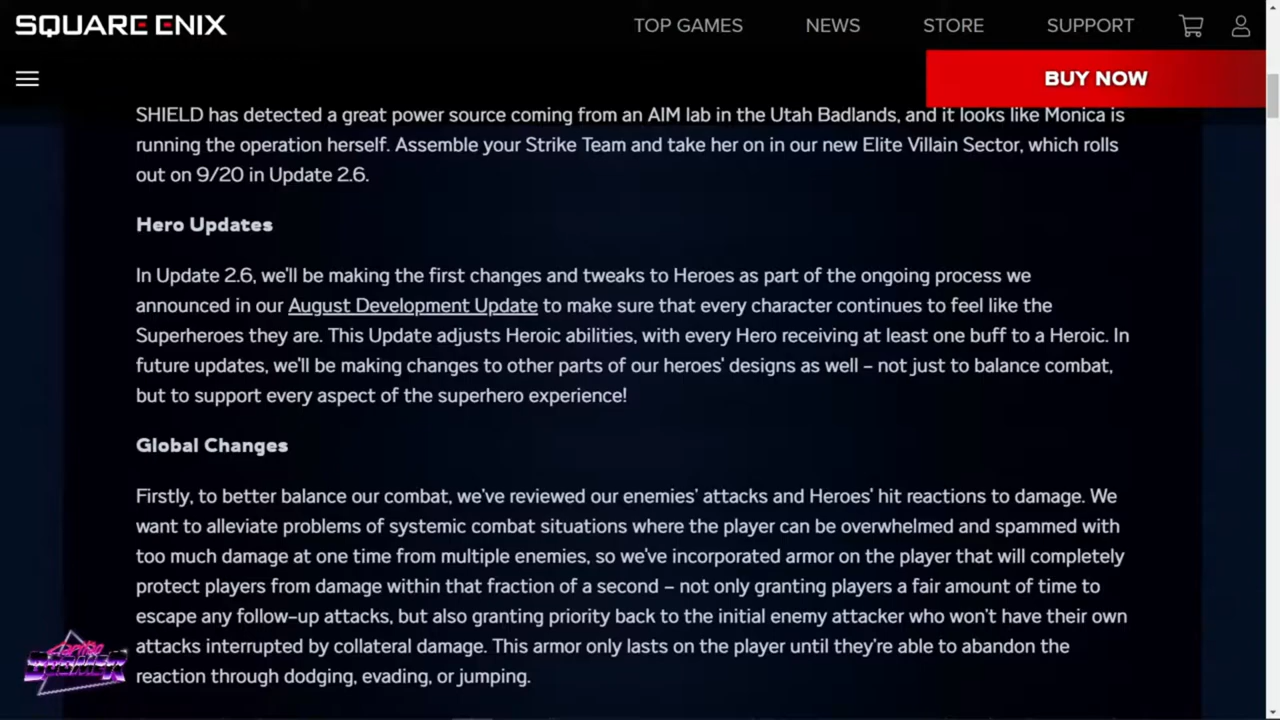 SQUARE ENIX
TOP GAMES NEWS STORE SUPPORT
BUY NOW
SHIELD has detected a great power source coming from an AIM lab in the Utah Badlands, and it looks like Monica is
running the operation herself. Assemble your Strike Team and take her on in our new Elite Villain Sector, which rolls
out on 9/20 in Update 2.6.
Hero Updates
In Update 2.6, we'll be making the first changes and tweaks to Heroes as part of the ongoing process we
announced in our August Development Update to make sure that every character continues to feel like the
Superheroes they are. This Update adjusts Heroic abilities, with every Hero receiving at least one buff to a Heroic. In
future updates, we'll be making changes to other parts of our heroes' designs as well – not just to balance combat,
but to support every aspect of the superhero experience!
Global Changes
Firstly, to better balance our combat, we've reviewed our enemies' attacks and Heroes' hit reactions to damage. We
want to alleviate problems of systemic combat situations where the player can be overwhelmed and spammed with
too much damage at one time from multiple enemies, so we've incorporated armor on the player that will completely
protect players from damage within that fraction of a second – not only granting players a fair amount of time to
escape any follow-up attacks, but also granting priority back to the initial enemy attacker who won't have their own
attacks interrupted by collateral damage. This armor only lasts on the player until they're able to abandon the
reaction through dodging, evading, or jumping.